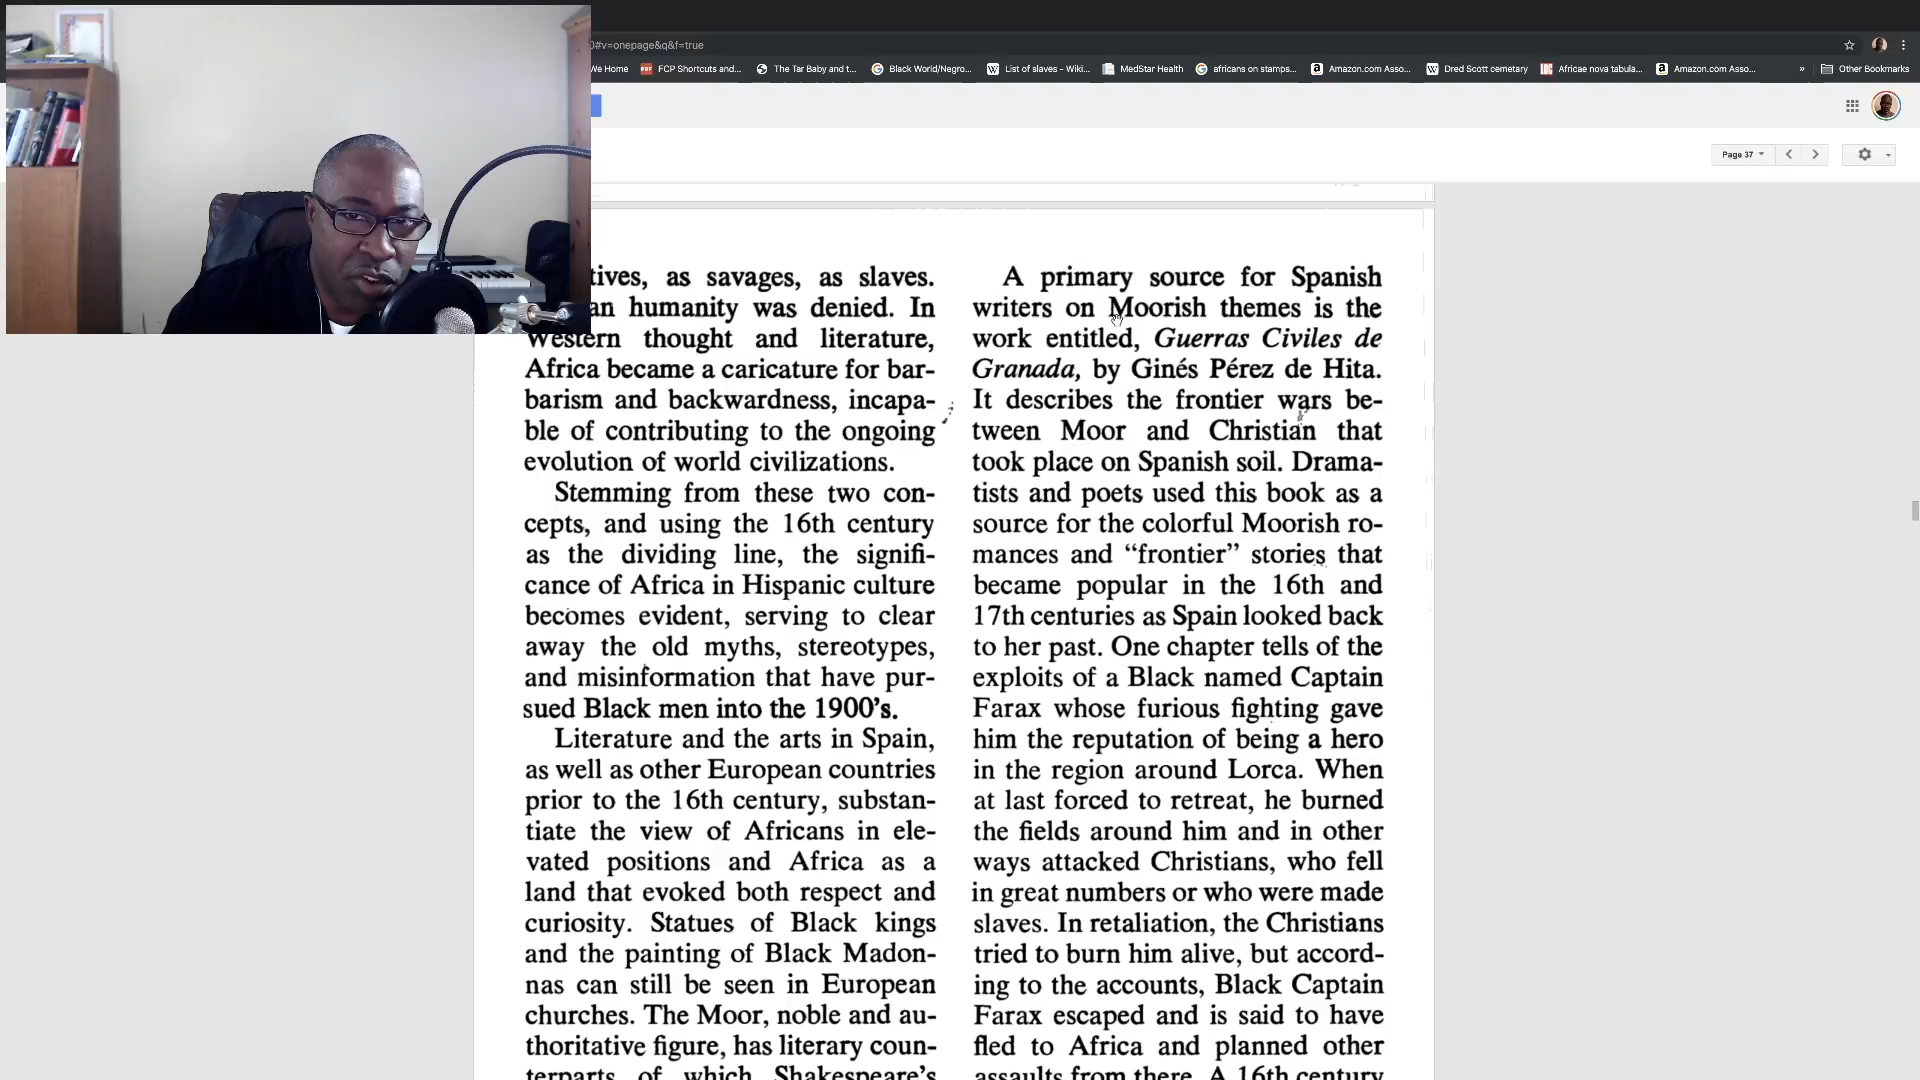 0#v=onepage&q&f=true
We Home
FCP Shortcuts and...
The Tar Baby and t...
Black World/Negro...
List of slaves - Wiki...
MedStar Health
africans on stamps...
Amazon.com Asso...
Dred Scott cemetary
Africae nova tabula...
Amazon.com Asso...
»
Other Bookmarks
Page 37
tives, as savages, as slaves.
an humanity was denied. In
Western thought and literature,
Africa became a caricature for bar-
barism and backwardness, incapa-
ble of contributing to the ongoing
evolution of world civilizations.
Stemming from these two con-
cepts, and using the 16th century
as the dividing line, the signifi-
cance of Africa in Hispanic culture
becomes evident, serving to clear
away the old myths, stereotypes,
and misinformation that have pur-
sued Black men into the 1900's.
Literature and the arts in Spain,
as well as other European countries
prior to the 16th century, substan-
tiate the view of Africans in ele-
vated positions and Africa as a
land that evoked both respect and
curiosity. Statues of Black kings
and the painting of Black Madon-
nas can still be seen in European
churches. The Moor, noble and au-
thoritative figure, has literary coun-
terparts of which Shakespeare's
A primary source for Spanish
writers on Moorish themes is the
work entitled, Guerras Civiles de
Granada, by Ginés Pérez de Hita.
It describes the frontier wars be-
tween Moor and Christian that
took place on Spanish soil. Drama-
tists and poets used this book as a
source for the colorful Moorish ro-
mances and “frontier” stories that
became popular in the 16th and
17th centuries as Spain looked back
to her past. One chapter tells of the
exploits of a Black named Captain
Farax whose furious fighting gave
him the reputation of being a hero
in the region around Lorca. When
at last forced to retreat, he burned
the fields around him and in other
ways attacked Christians, who fell
in great numbers or who were made
slaves. In retaliation, the Christians
tried to burn him alive, but accord-
ing to the accounts, Black Captain
Farax escaped and is said to have
fled to Africa and planned other
assaults from there. A 16th century